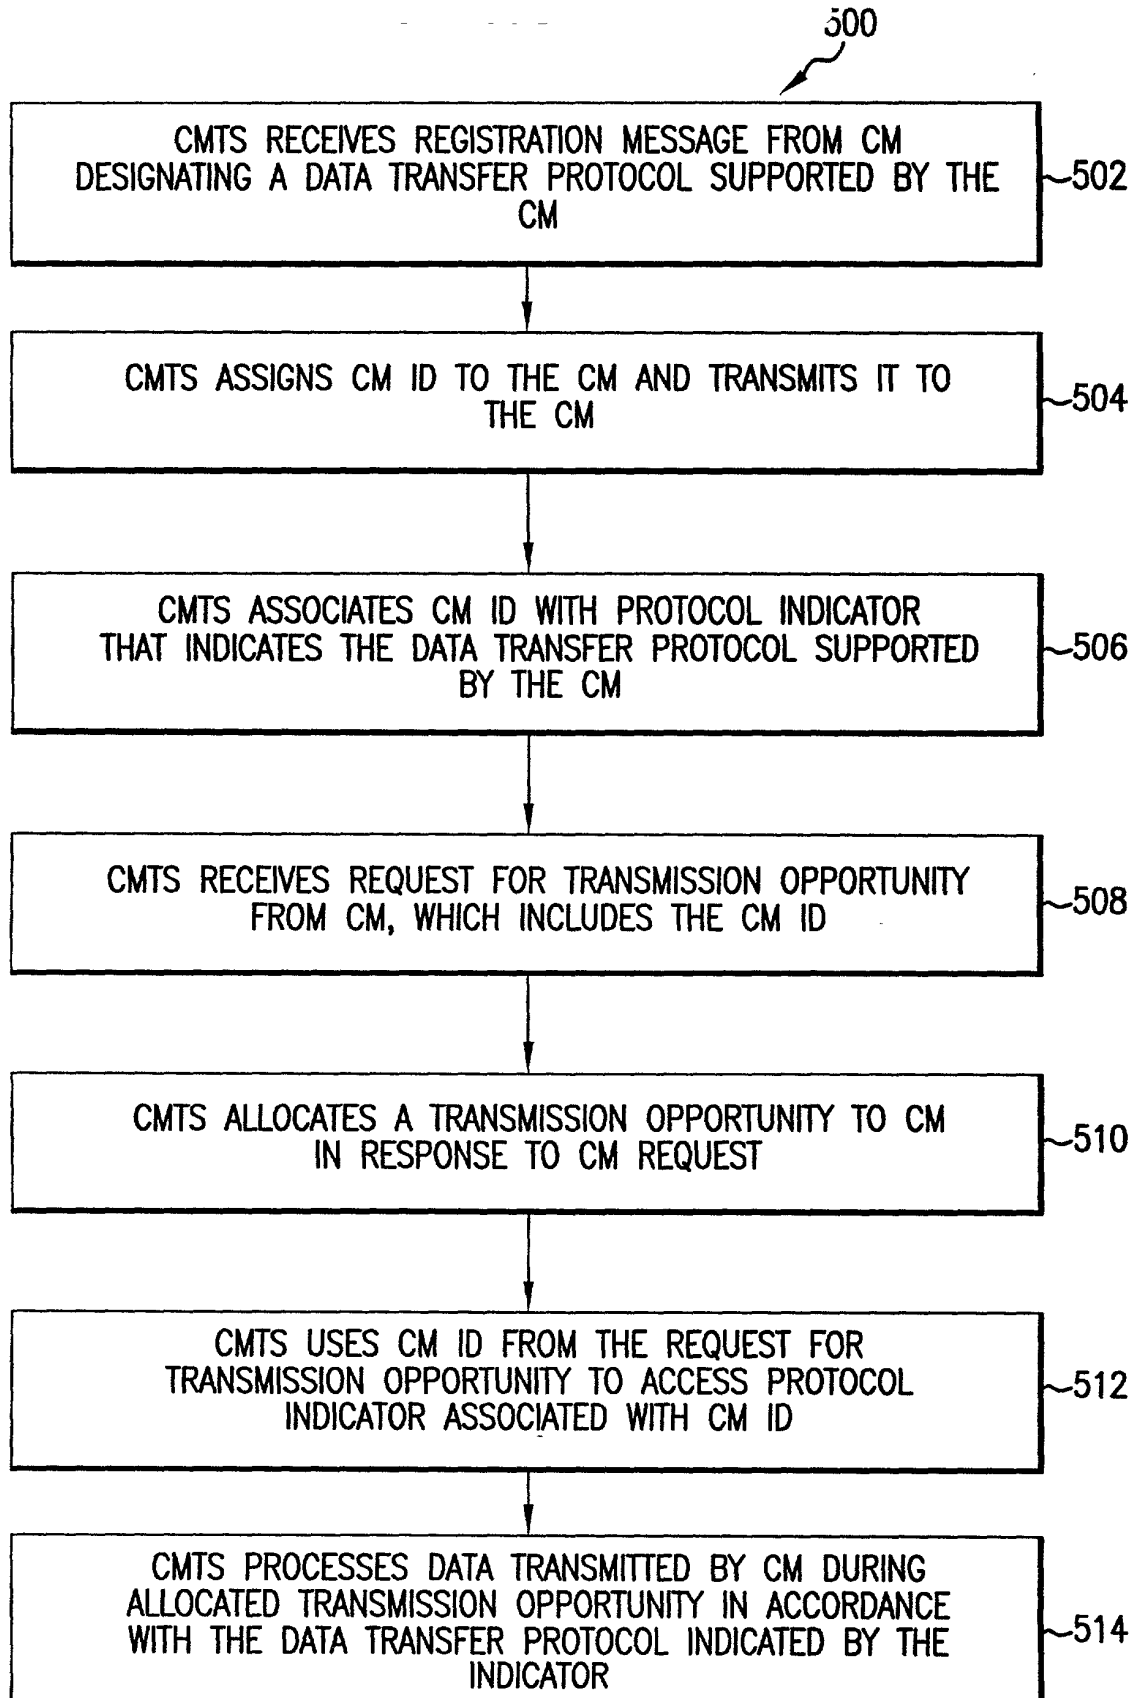 500
CMTS RECEIVES REGISTRATION MESSAGE FROM CM
DESIGNATING A DATA TRANSFER PROTOCOL SUPPORTED BY THE
CM
502
CMTS ASSIGNS CM ID TO THE CM AND TRANSMITS IT TO
THE CM
504
CMTS ASSOCIATES CM ID WITH PROTOCOL INDICATOR
THAT INDICATES THE DATA TRANSFER PROTOCOL SUPPORTED
BY THE CM
506
CMTS RECEIVES REQUEST FOR TRANSMISSION OPPORTUNITY
FROM CM, WHICH INCLUDES THE CM ID
508
CMTS ALLOCATES A TRANSMISSION OPPORTUNITY TO CM
IN RESPONSE TO CM REQUEST
510
CMTS USES CM ID FROM THE REQUEST FOR
TRANSMISSION OPPORTUNITY TO ACCESS PROTOCOL
INDICATOR ASSOCIATED WITH CM ID
512
CMTS PROCESSES DATA TRANSMITTED BY CM DURING
ALLOCATED TRANSMISSION OPPORTUNITY IN ACCORDANCE
WITH THE DATA TRANSFER PROTOCOL INDICATED BY THE
INDICATOR
514